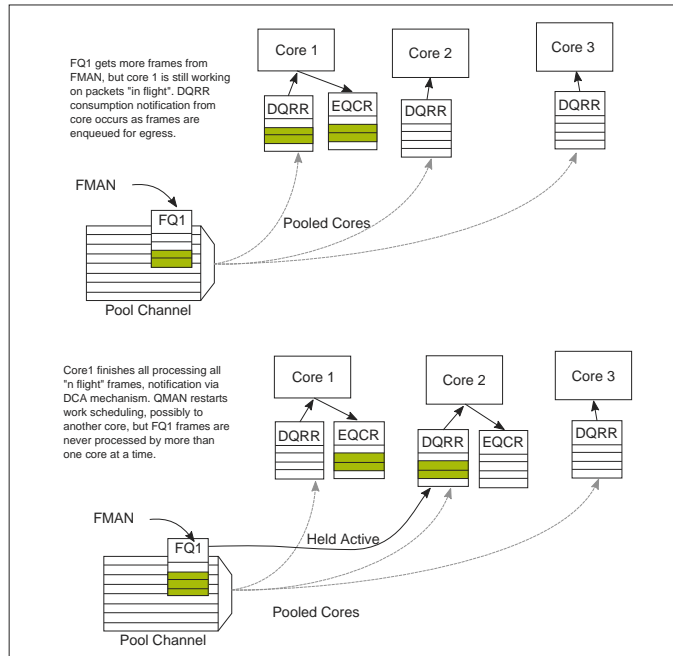 FQ1 gets more frames from
FMAN, but core 1 is still working
on packets "in flight". DQRR
consumption notification from
core occurs as frames are
enqueued for egress.
Core 1
Core 2
Core 3
DQRR
EQCR
DQRR
DQRR
FMAN
FQ1
Pooled Cores
Pool Channel
Core1 finishes all processing all
"n flight" frames, notification via
DCA mechanism. QMAN restarts
work scheduling, possibly to
another core, but FQ1 frames are
never processed by more than
one core at a time.
Core 1
Core 2
Core 3
DQRR
EQCR
DQRR
EQCR
DQRR
FMAN
FQ1
Held Active
Pooled Cores
Pool Channel